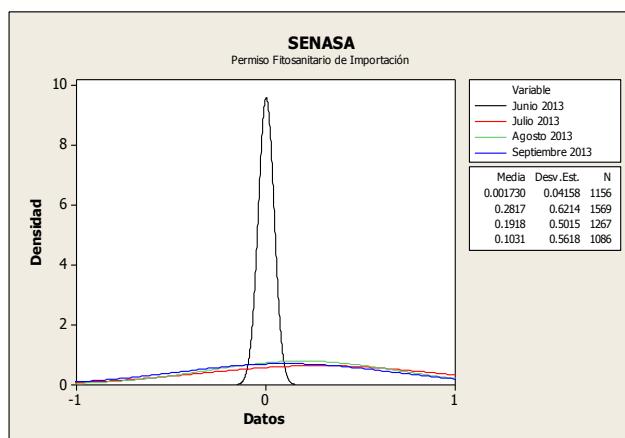 SENASA
Permiso Fitosanitario de Importación
10
8
6
4
2
0
Densidad
-1
0
1
Datos
Variable
Junio 2013
Julio 2013
Agosto 2013
Septiembre 2013
Media Desv.Est. N
0.001730 0.04158 1156
0.2817 0.6214 1569
0.1918 0.5015 1267
0.1031 0.5618 1086